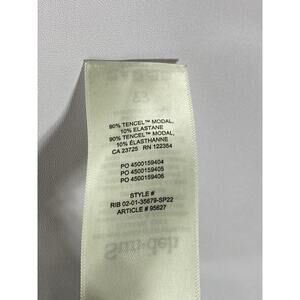 90% TENCEL™ MODAL,
10% ELASTANE
90% TENCEL™ MODAL,
10% ÉLASTHANNE
CA 23725 RN 122364
PO 4500159404
PO 4500159405
PO 4500159406
STYLE #
RIB 02-01-35679-SP22
ARTICLE # 95627